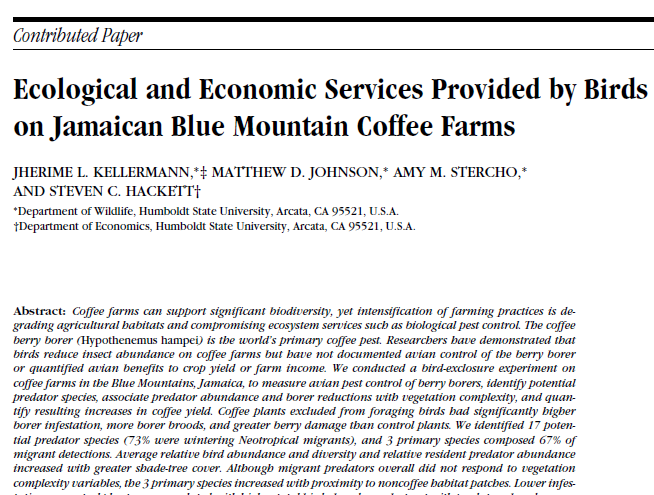 Contributed Paper
Ecological and Economic Services Provided by Birds
on Jamaican Blue Mountain Coffee Farms
JHERIME L. KELLERMANN,*‡ MATTHEW D. JOHNSON,* AMY M. STERCHO,*
AND STEVEN C. HACKETT†
*Department of Wildlife, Humboldt State University, Arcata, CA 95521, U.S.A.
†Department of Economics, Humboldt State University, Arcata, CA 95521, U.S.A.
Abstract: Coffee farms can support significant biodiversity, yet intensification of farming practices is de-
grading agricultural habitats and compromising ecosystem services such as biological pest control. The coffee
berry borer (Hypothenemus hampei) is the world's primary coffee pest. Researchers have demonstrated that
birds reduce insect abundance on coffee farms but have not documented avian control of the berry borer
or quantified avian benefits to crop yield or farm income. We conducted a bird-exclosure experiment on
coffee farms in the Blue Mountains, Jamaica, to measure avian pest control of berry borers, identify potential
predator species, associate predator abundance and borer reductions with vegetation complexity, and quan-
tify resulting increases in coffee yield. Coffee plants excluded from foraging birds had significantly higher
borer infestation, more borer broods, and greater berry damage than control plants. We identified 17 poten-
tial predator species (73% were wintering Neotropical migrants), and 3 primary species composed 67% of
migrant detections. Average relative bird abundance and diversity and relative resident predator abundance
increased with greater shade-tree cover. Although migrant predators overall did not respond to vegetation
complexity variables, the 3 primary species increased with proximity to noncoffee habitat patches. Lower infes-